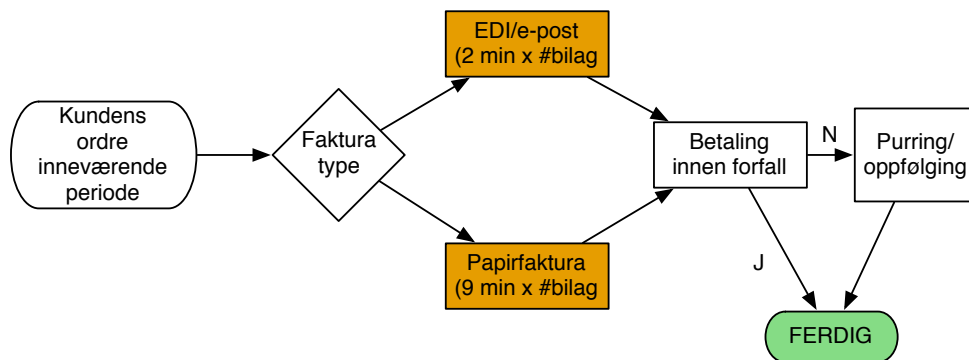 Kundens
ordre
inneværende
periode
Faktura
type
EDI/e-post
(2 min x #bilag
Papirfaktura
(9 min x #bilag
Betaling
innen forfall
N
Purring/
oppfølging
J
FERDIG